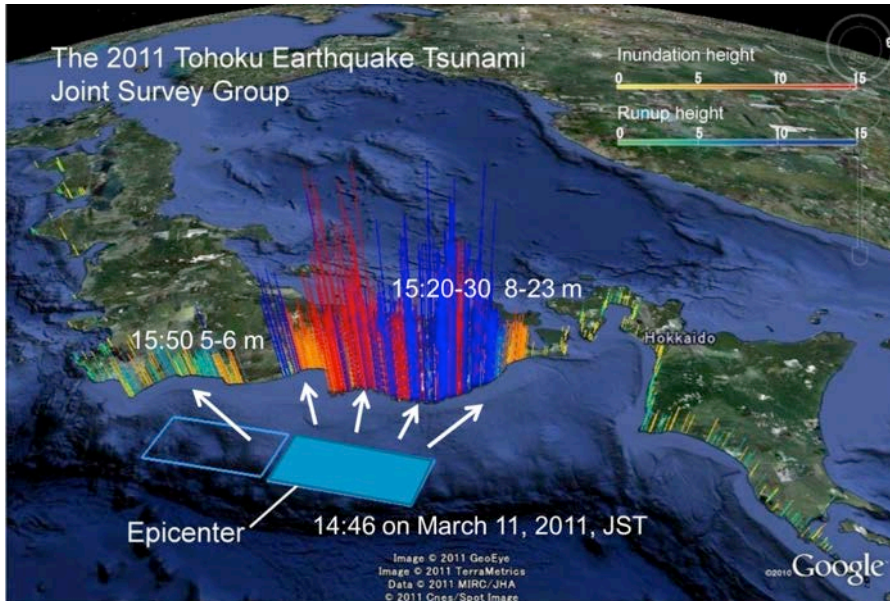 The 2011 Tohoku Earthquake Tsunami
Joint Survey Group
Inundation height
0 5 10 15
Runup height
0 5 10 15
15:20-30 8-23 m
15:50 5-6 m
Hokkaido
Epicenter
14:46 on March 11, 2011, JST
Image © 2011 GeoEye
Image © 2011 TerraMetrics
Data © 2011 MIRC/JHA
© 2011 Cnes/Spot Image
©2010 Google